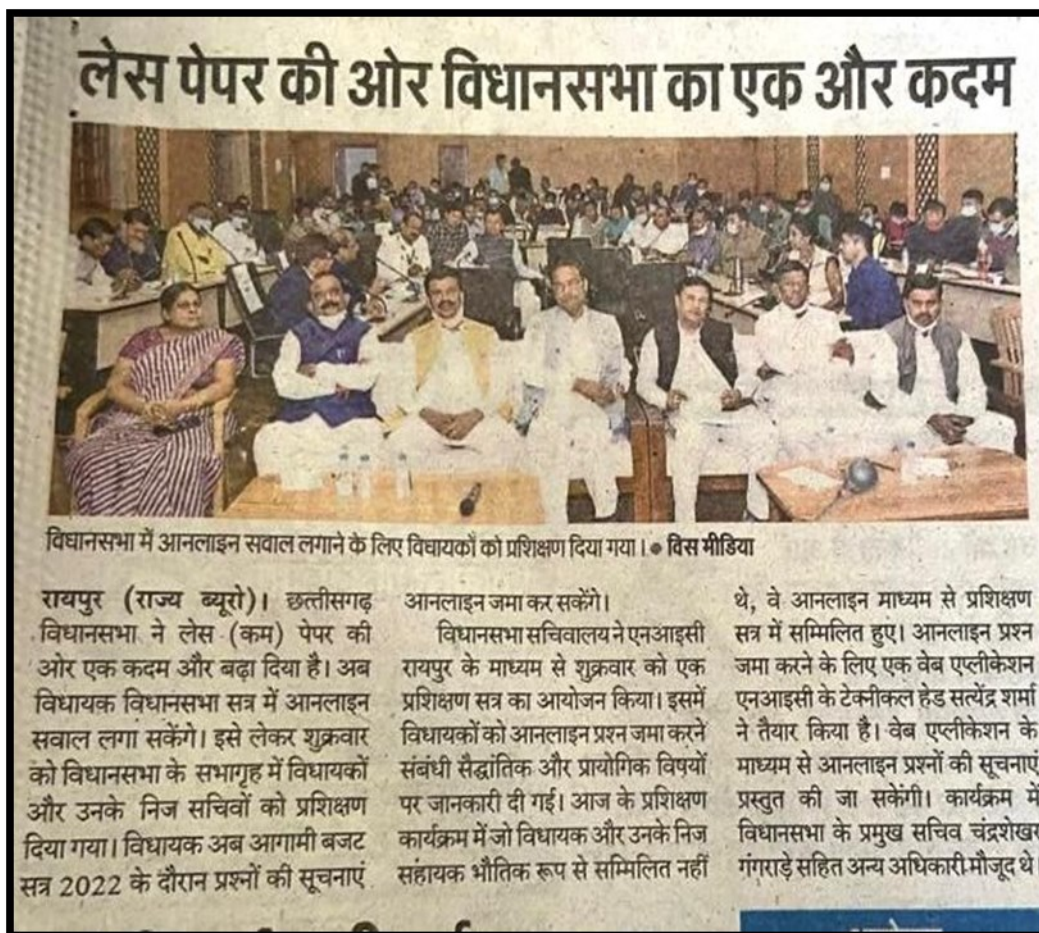 लेस पेपर की ओर विधानसभा का एक और कदम
विधानसभा में आनलाइन सवाल लगाने के लिए विधायकों को प्रशिक्षण दिया गया। ● विस मीडिया
रायपुर (राज्य ब्यूरो)। छत्तीसगढ़
विधानसभा ने लेस (कम) पेपर की
ओर एक कदम और बढ़ा दिया है। अब
विधायक विधानसभा सत्र में आनलाइन
सवाल लगा सकेंगे। इसे लेकर शुक्रवार
को विधानसभा के सभागृह में विधायकों
और उनके निज सचिवों को प्रशिक्षण
दिया गया। विधायक अब आगामी बजट
सत्र 2022 के दौरान प्रश्नों की सूचनाएं
आनलाइन जमा कर सकेंगे।
विधानसभा सचिवालय ने एनआइसी
रायपुर के माध्यम से शुक्रवार को एक
प्रशिक्षण सत्र का आयोजन किया। इसमें
विधायकों को आनलाइन प्रश्न जमा करने
संबंधी सैद्धांतिक और प्रायोगिक विषयों
पर जानकारी दी गई। आज के प्रशिक्षण
कार्यक्रम में जो विधायक और उनके निज
सहायक भौतिक रूप से सम्मिलित नहीं
थे, वे आनलाइन माध्यम से प्रशिक्षण
सत्र में सम्मिलित हुए। आनलाइन प्रश्न
जमा करने के लिए एक वेब एप्लीकेशन
एनआइसी के टेक्नीकल हेड सत्येंद्र शर्मा
ने तैयार किया है। वेब एप्लीकेशन के
माध्यम से आनलाइन प्रश्नों की सूचनाएं
प्रस्तुत की जा सकेंगी। कार्यक्रम में
विधानसभा के प्रमुख सचिव चंद्रशेखर
गंगराड़े सहित अन्य अधिकारी मौजूद थे।